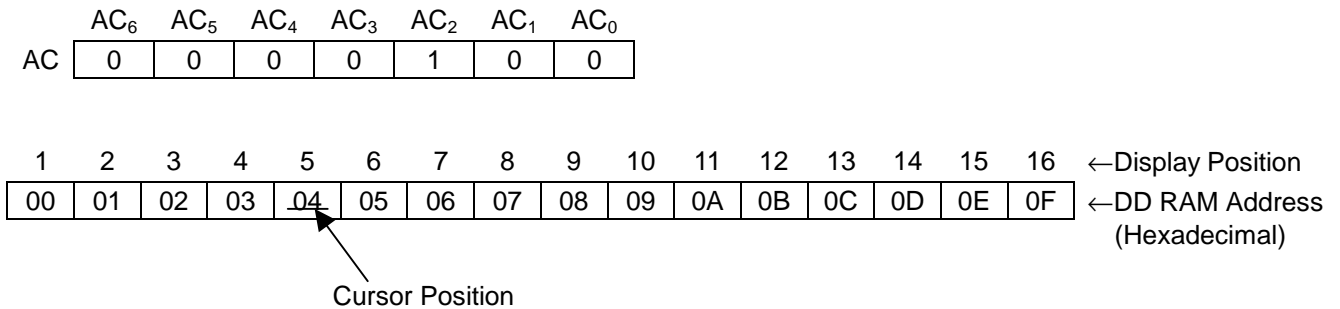 AC₆ AC₅ AC₄ AC₃ AC₂ AC₁ AC₀
AC 0 0 0 0 1 0 0
1 2 3 4 5 6 7 8 9 10 11 12 13 14 15 16 ←Display Position
00 01 02 03 04 05 06 07 08 09 0A 0B 0C 0D 0E 0F ←DD RAM Address
(Hexadecimal)
Cursor Position